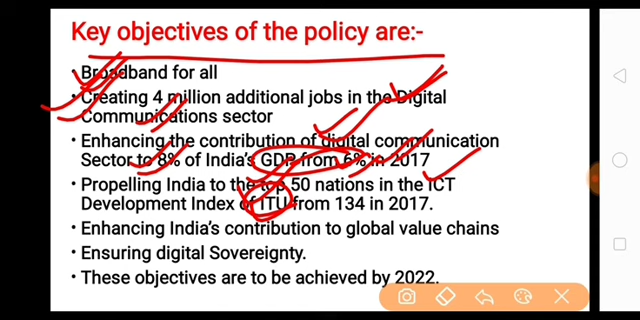 Key objectives of the policy are:-
• Broadband for all
• Creating 4 million additional jobs in the Digital
Communications sector
• Enhancing the contribution of digital communication
Sector to 8% of India's GDP from 6% in 2017
• Propelling India to the top 50 nations in the ICT
Development Index of ITU from 134 in 2017.
• Enhancing India's contribution to global value chains
• Ensuring digital Sovereignty.
• These objectives are to be achieved by 2022.